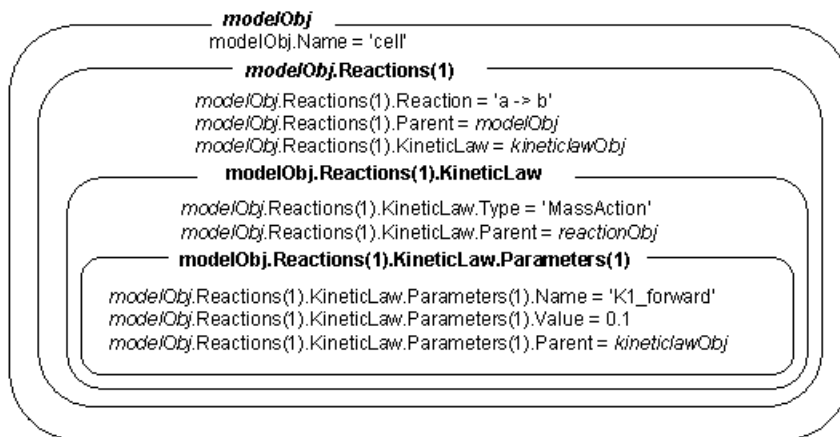 modelObj
modelObj.Name = 'cell'
modelObj.Reactions(1)
modelObj.Reactions(1).Reaction = 'a -> b'
modelObj.Reactions(1).Parent = modelObj
modelObj.Reactions(1).KineticLaw = kineticlawObj
modelObj.Reactions(1).KineticLaw
modelObj.Reactions(1).KineticLaw.Type = 'MassAction'
modelObj.Reactions(1).KineticLaw.Parent = reactionObj
modelObj.Reactions(1).KineticLaw.Parameters(1)
modelObj.Reactions(1).KineticLaw.Parameters(1).Name = 'K1_forward'
modelObj.Reactions(1).KineticLaw.Parameters(1).Value = 0.1
modelObj.Reactions(1).KineticLaw.Parameters(1).Parent = kineticlawObj